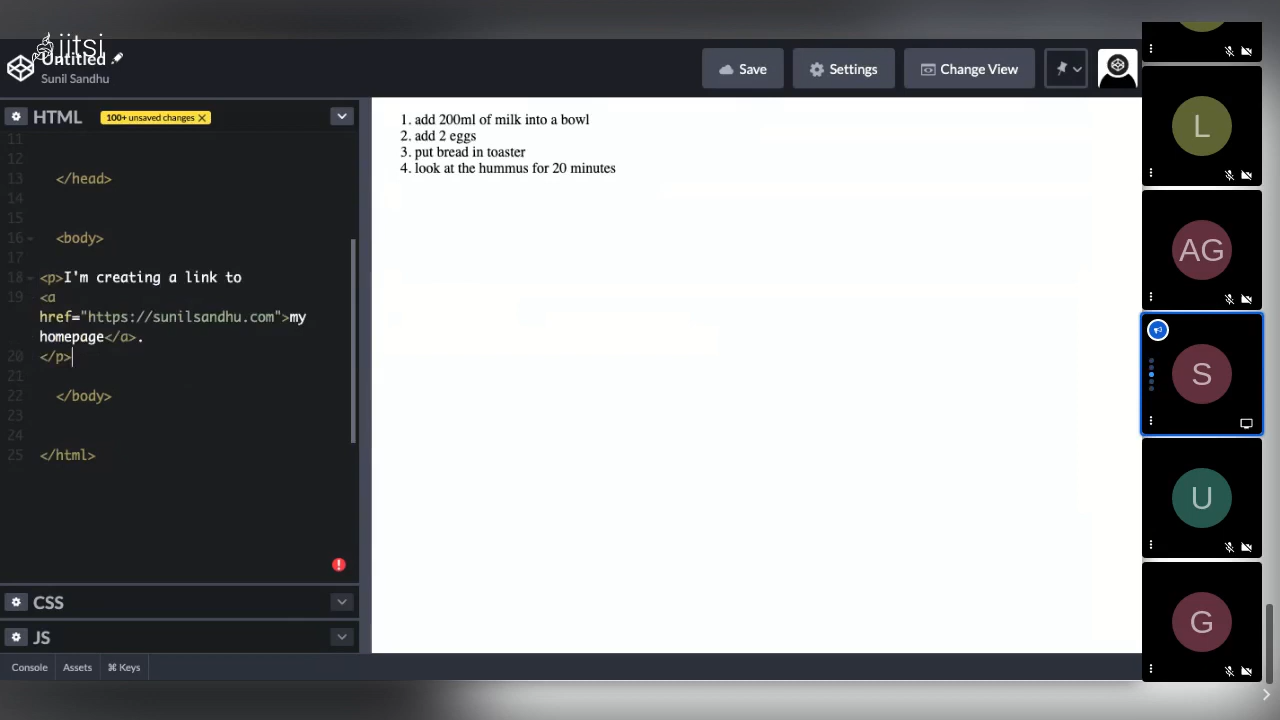 jitsi
Untitled
Sunil Sandhu
Save
Settings
Change View
HTML
100+ unsaved changes X
11
12
13 </head>
14
15
16 <body>
17
18 <p>I'm creating a link to
19 <a
href="https://sunilsandhu.com">my
homepage</a>.
20 </p>
21
22 </body>
23
24
25 </html>
CSS
JS
Console
Assets
⌘ Keys
1. add 200ml of milk into a bowl
2. add 2 eggs
3. put bread in toaster
4. look at the hummus for 20 minutes
L
AG
S
U
G